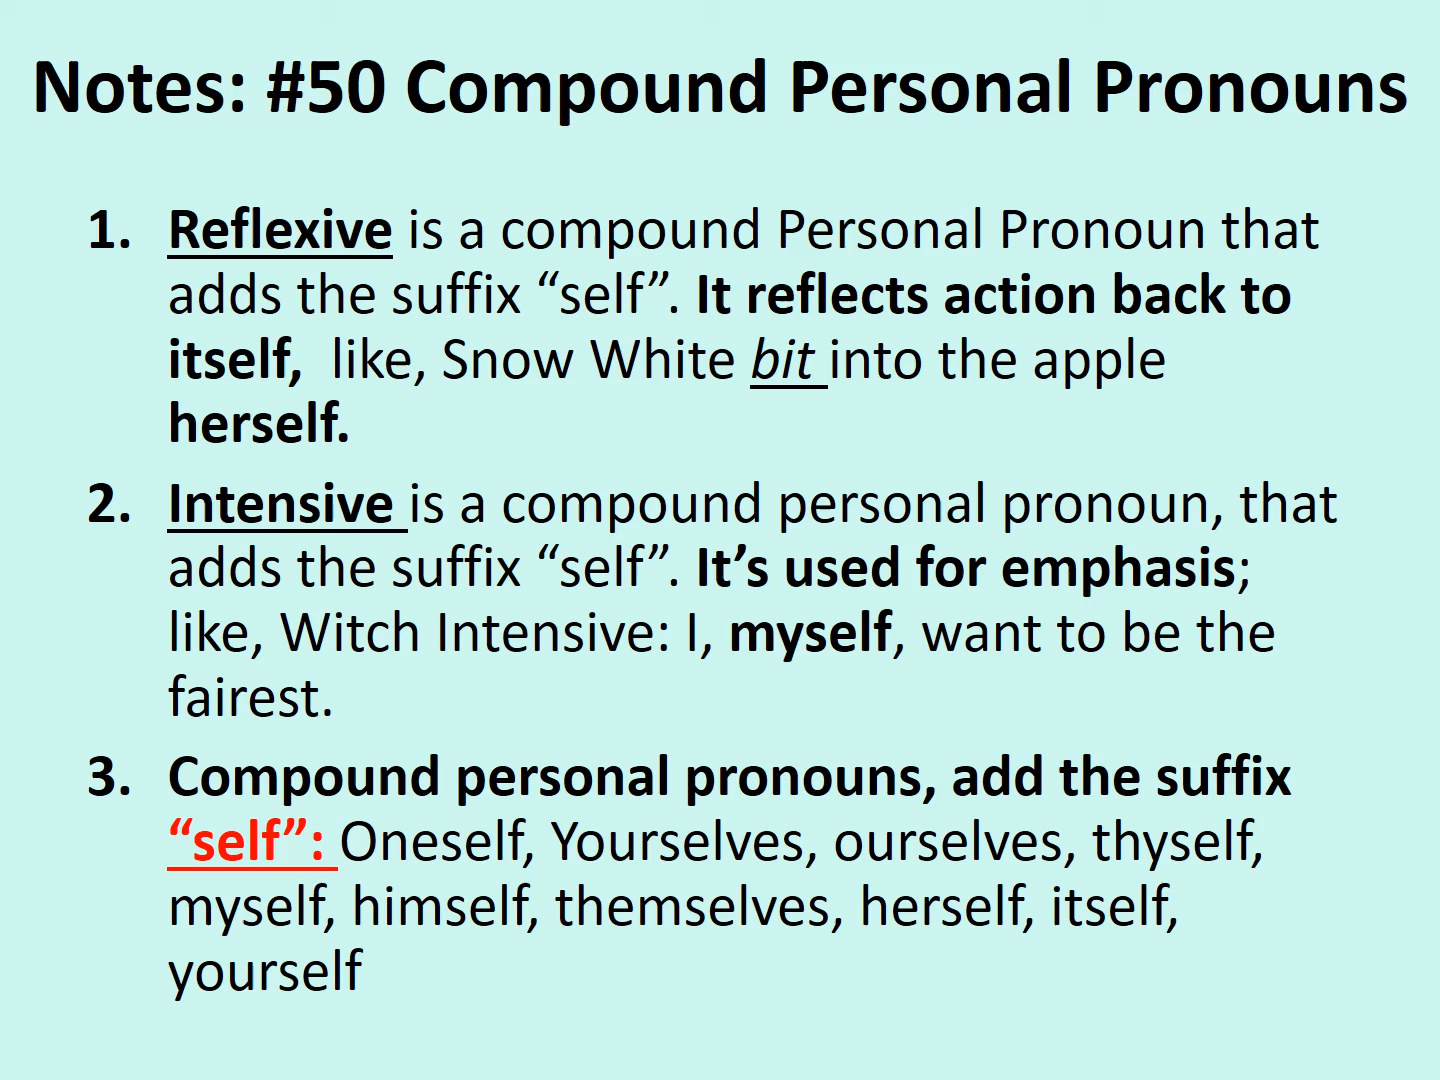 Notes: #50 Compound Personal Pronouns
1. Reflexive is a compound Personal Pronoun that
adds the suffix “self”. It reflects action back to
itself,  like, Snow White bit into the apple
herself.
2. Intensive is a compound personal pronoun, that
adds the suffix “self”. It’s used for emphasis;
like, Witch Intensive: I, myself, want to be the
fairest.
3. Compound personal pronouns, add the suffix
“self”: Oneself, Yourselves, ourselves, thyself,
myself, himself, themselves, herself, itself,
yourself